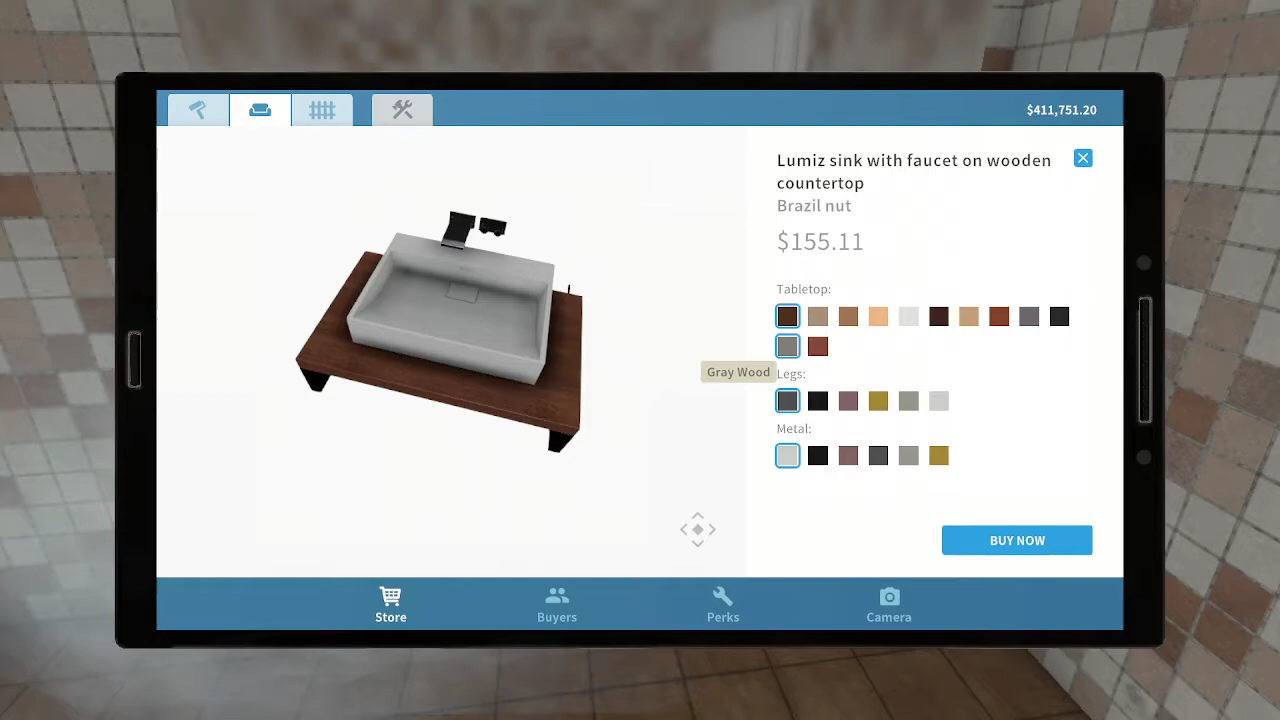 $411,751.20
Lumiz sink with faucet on wooden
countertop
Brazil nut
$155.11
Tabletop:
Gray Wood
Legs:
Metal:
BUY NOW
Store
Buyers
Perks
Camera